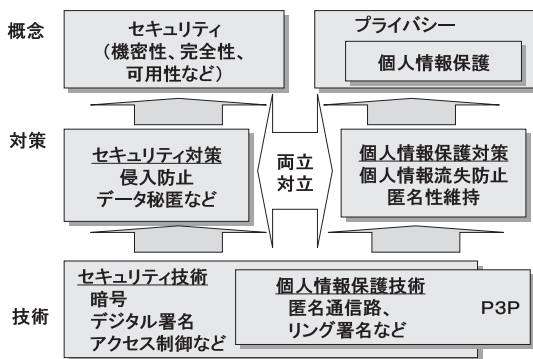 概念
セキュリティ
（機密性、完全性、
可用性など）
プライバシー
個人情報保護
対策
セキュリティ対策
侵入防止
データ秘匿など
両立
対立
個人情報保護対策
個人情報流失防止
匿名性維持
技術
セキュリティ技術
暗号
デジタル署名
アクセス制御など
個人情報保護技術
匿名通信路、
リング署名など
P3P